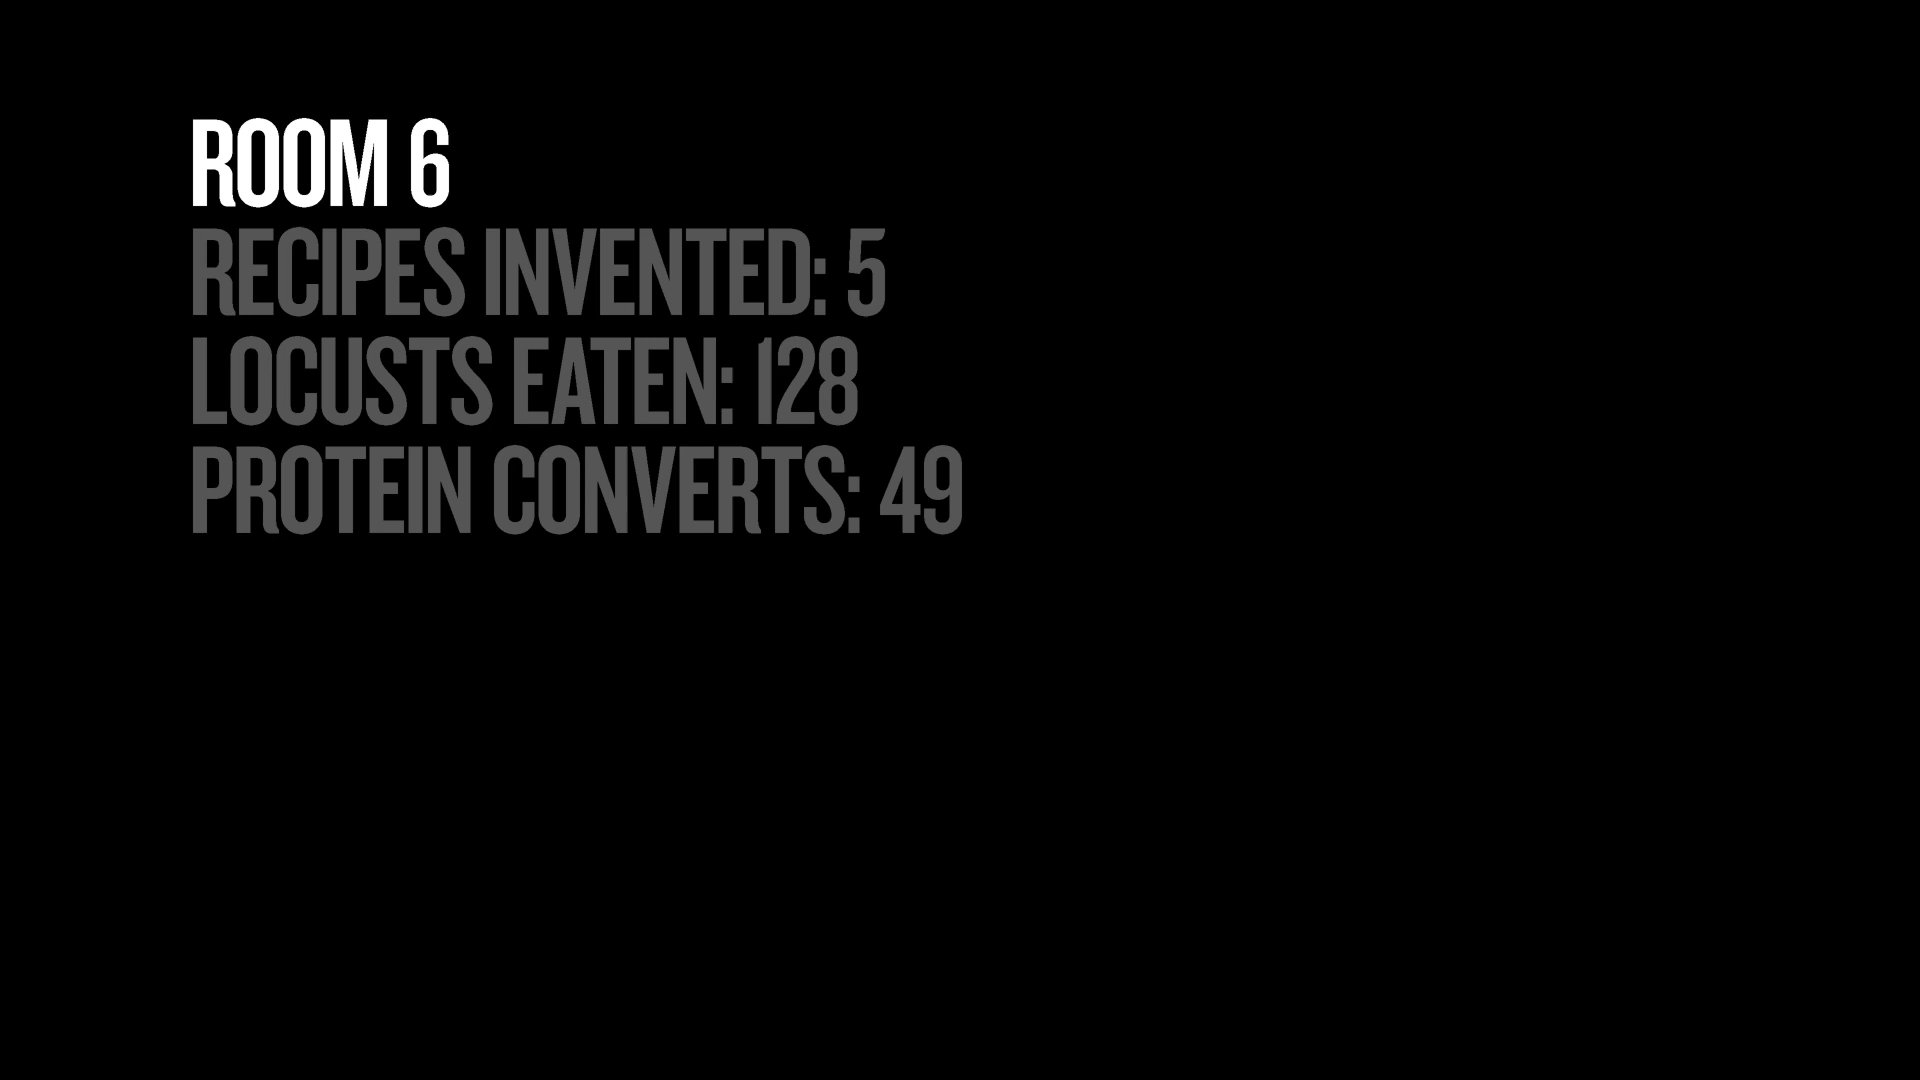 ROOM 6
RECIPES INVENTED: 5
LOCUSTS EATEN: 128
PROTEIN CONVERTS: 49